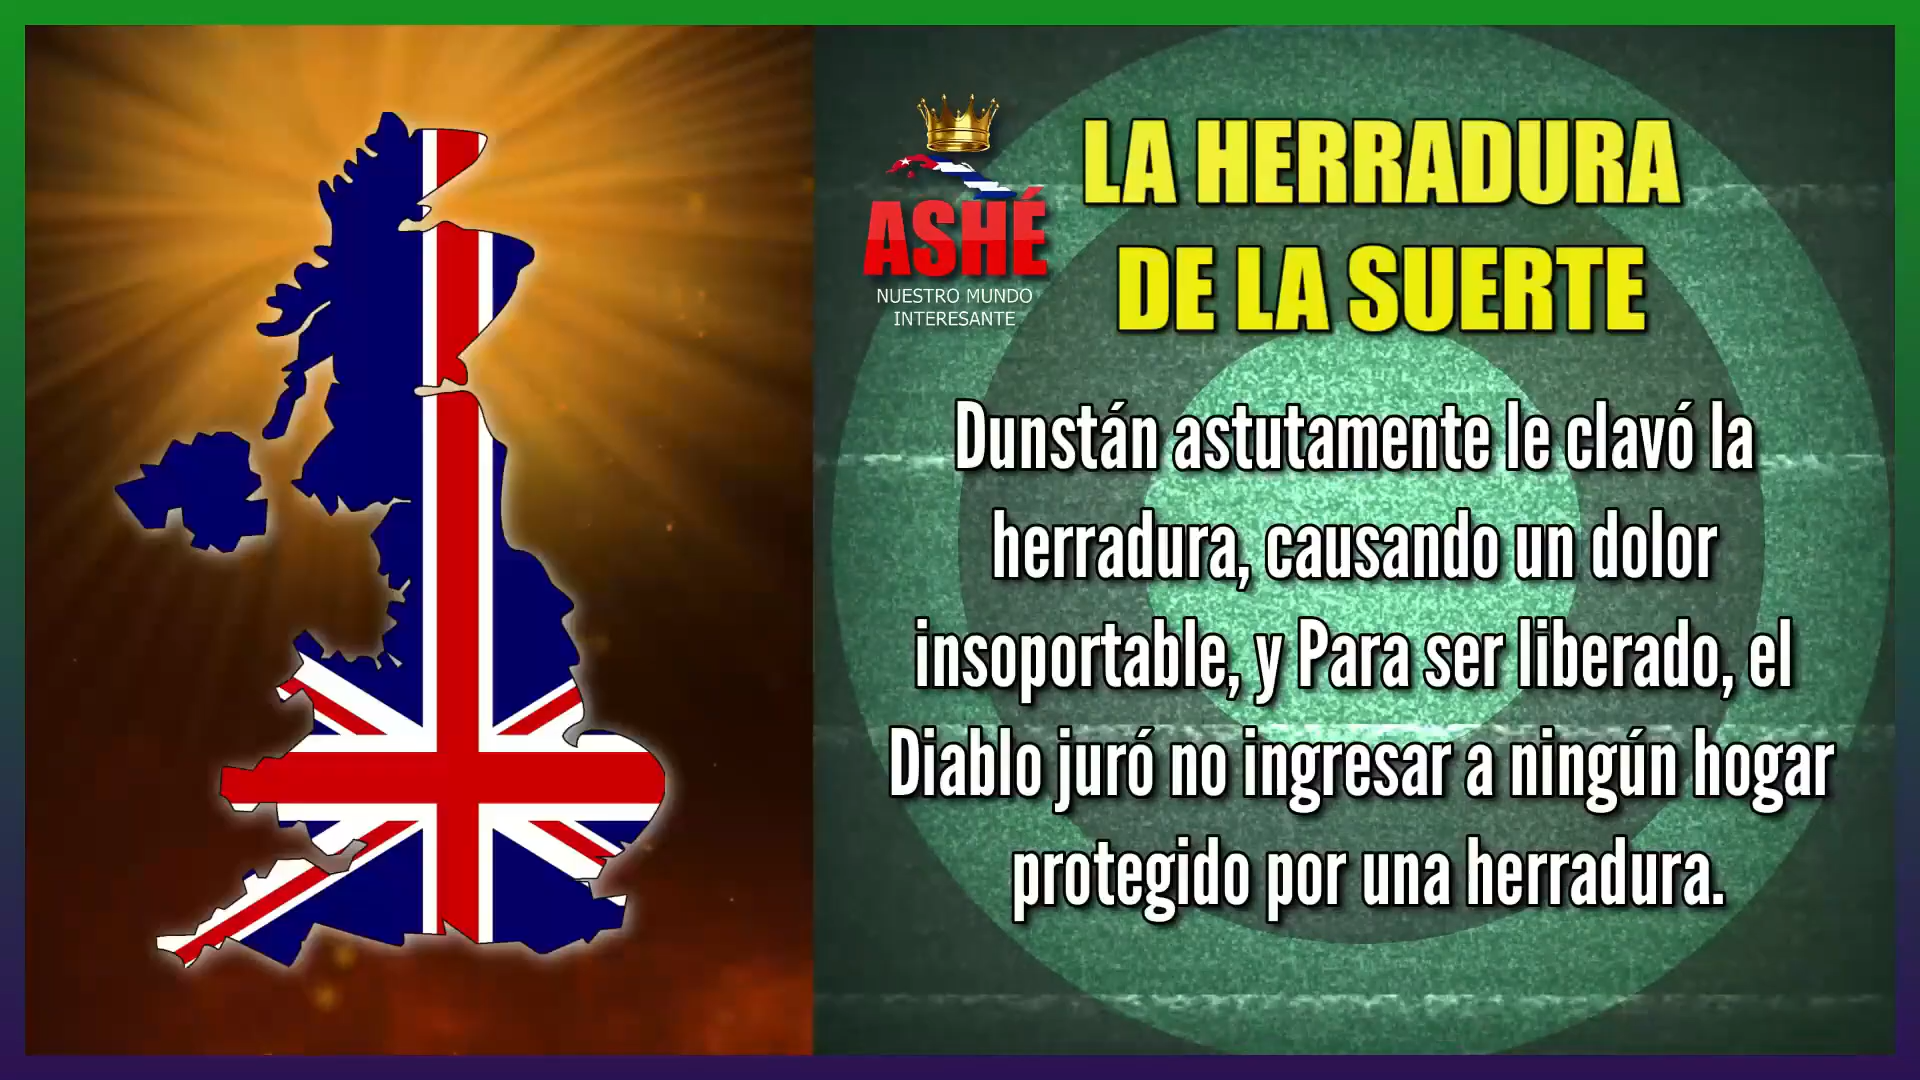 ASHÉ
NUESTRO MUNDO
INTERESANTE
LA HERRADURA
DE LA SUERTE
Dunstán astutamente le clavó la
herradura, causando un dolor
insoportable, y Para ser liberado, el
Diablo juró no ingresar a ningún hogar
protegido por una herradura.